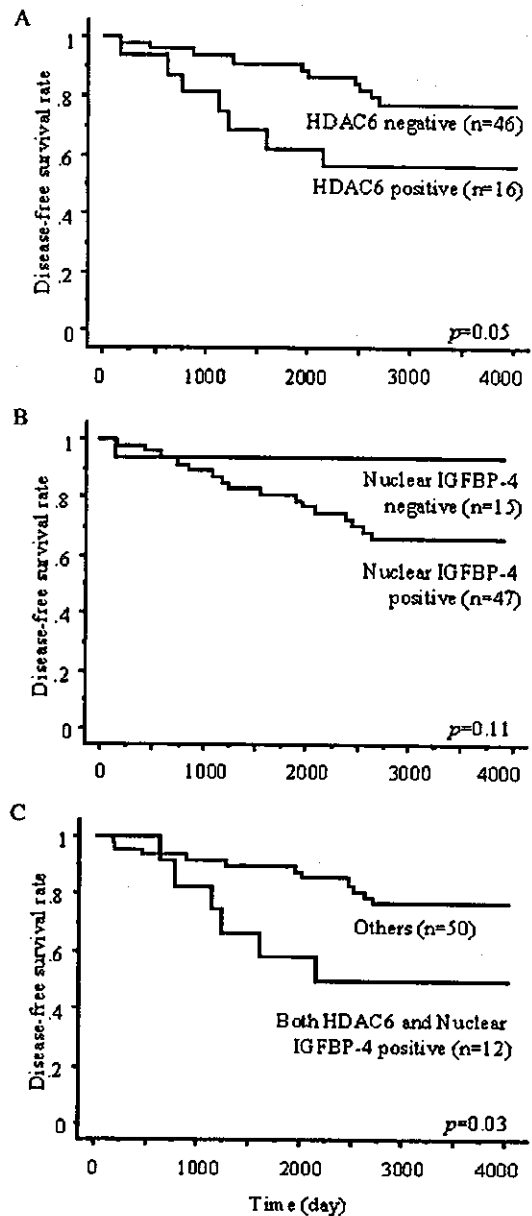 A
Disease-free survival rate
1
.8
.6
.4
.2
0
HDAC6 negative (n=46)
HDAC6 positive (n=16)
p=0.05
0 1000 2000 3000 4000
B
Disease-free survival rate
1
.8
.6
.4
.2
0
Nuclear IGFBP-4
negative (n=15)
Nuclear IGFBP-4
positive (n=47)
p=0.11
0 1000 2000 3000 4000
C
Disease-free survival rate
1
.8
.6
.4
.2
0
Others (n=50)
Both HDAC6 and Nuclear
IGFBP-4 positive (n=12)
p=0.03
0 1000 2000 3000 4000
Time (day)